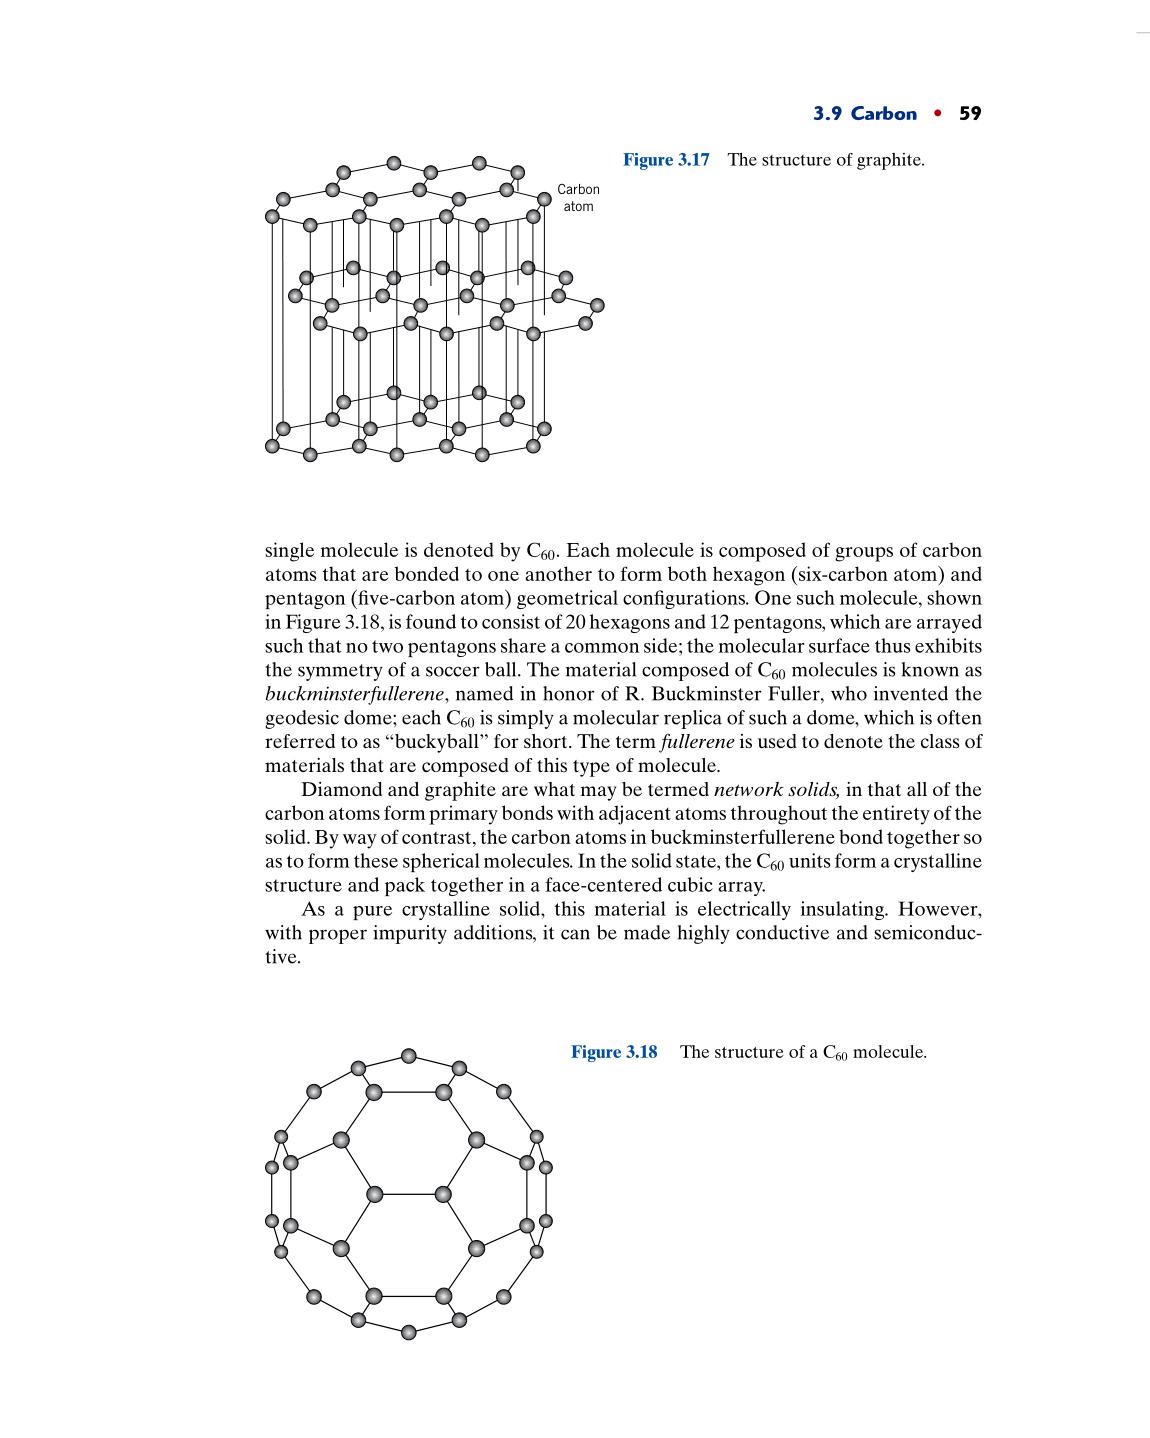 3.9 Carbon • 59
Figure 3.17 The structure of graphite.
Carbon
atom
single molecule is denoted by C60. Each molecule is composed of groups of carbon
atoms that are bonded to one another to form both hexagon (six-carbon atom) and
pentagon (five-carbon atom) geometrical configurations. One such molecule, shown
in Figure 3.18, is found to consist of 20 hexagons and 12 pentagons, which are arrayed
such that no two pentagons share a common side; the molecular surface thus exhibits
the symmetry of a soccer ball. The material composed of C60 molecules is known as
buckminsterfullerene, named in honor of R. Buckminster Fuller, who invented the
geodesic dome; each C60 is simply a molecular replica of such a dome, which is often
referred to as “buckyball” for short. The term fullerene is used to denote the class of
materials that are composed of this type of molecule.
Diamond and graphite are what may be termed network solids, in that all of the
carbon atoms form primary bonds with adjacent atoms throughout the entirety of the
solid. By way of contrast, the carbon atoms in buckminsterfullerene bond together so
as to form these spherical molecules. In the solid state, the C60 units form a crystalline
structure and pack together in a face-centered cubic array.
As a pure crystalline solid, this material is electrically insulating. However,
with proper impurity additions, it can be made highly conductive and semiconduc-
tive.
Figure 3.18 The structure of a C60 molecule.